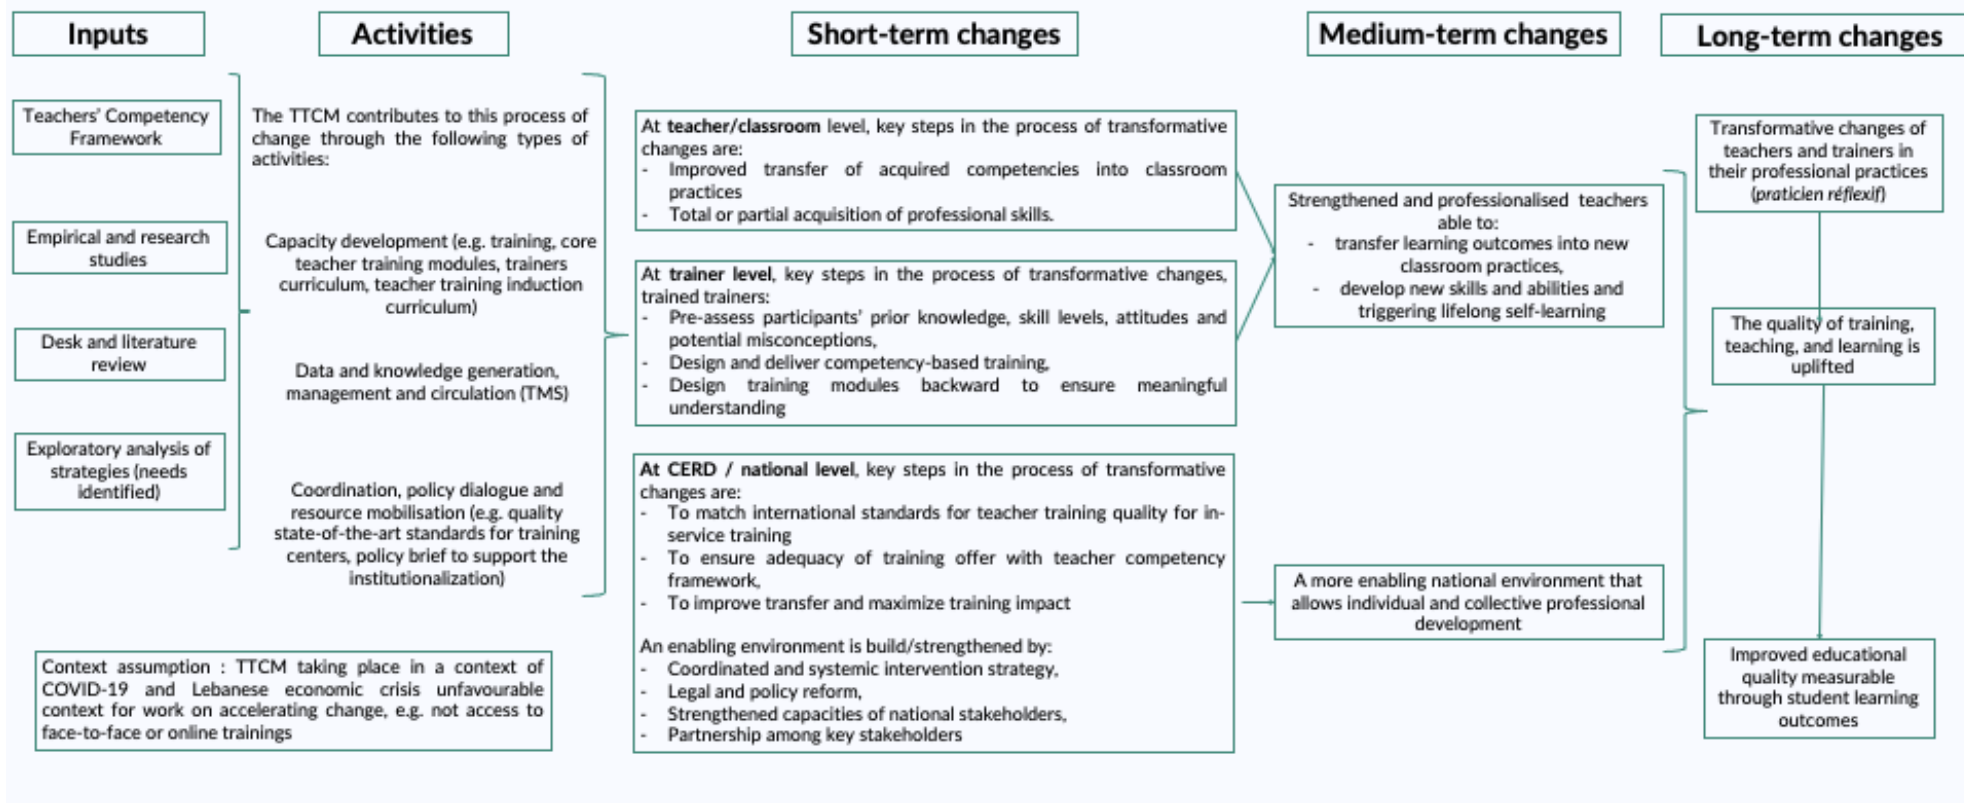 Inputs
Activities
Short-term changes
Medium-term changes
Long-term changes
Teachers' Competency
Framework
Empirical and research
studies
Desk and literature
review
Exploratory analysis of
strategies (needs
identified)
The TTCM contributes to this process of
change through the following types of
activities:
Capacity development (e.g. training, core
teacher training modules, trainers
curriculum, teacher training induction
curriculum)
Data and knowledge generation,
management and circulation (TMS)
Coordination, policy dialogue and
resource mobilisation (e.g. quality
state-of-the-art standards for training
centers, policy brief to support the
institutionalization)
Context assumption : TTCM taking place in a context of
COVID-19 and Lebanese economic crisis unfavourable
context for work on accelerating change, e.g. not access to
face-to-face or online trainings
At teacher/classroom level, key steps in the process of transformative
changes are:
- Improved transfer of acquired competencies into classroom
practices
- Total or partial acquisition of professional skills.
At trainer level, key steps in the process of transformative changes,
trained trainers:
- Pre-assess participants' prior knowledge, skill levels, attitudes and
potential misconceptions,
- Design and deliver competency-based training,
- Design training modules backward to ensure meaningful
understanding
At CERD / national level, key steps in the process of transformative
changes are:
- To match international standards for teacher training quality for in-
service training
- To ensure adequacy of training offer with teacher competency
framework,
- To improve transfer and maximize training impact
An enabling environment is build/strengthened by:
- Coordinated and systemic intervention strategy,
- Legal and policy reform,
- Strengthened capacities of national stakeholders,
- Partnership among key stakeholders
Strengthened and professionalised teachers
able to:
- transfer learning outcomes into new
classroom practices,
- develop new skills and abilities and
triggering lifelong self-learning
A more enabling national environment that
allows individual and collective professional
development
Transformative changes of
teachers and trainers in
their professional practices
(praticien réflexif)
The quality of training,
teaching, and learning is
uplifted
Improved educational
quality measurable
through student learning
outcomes